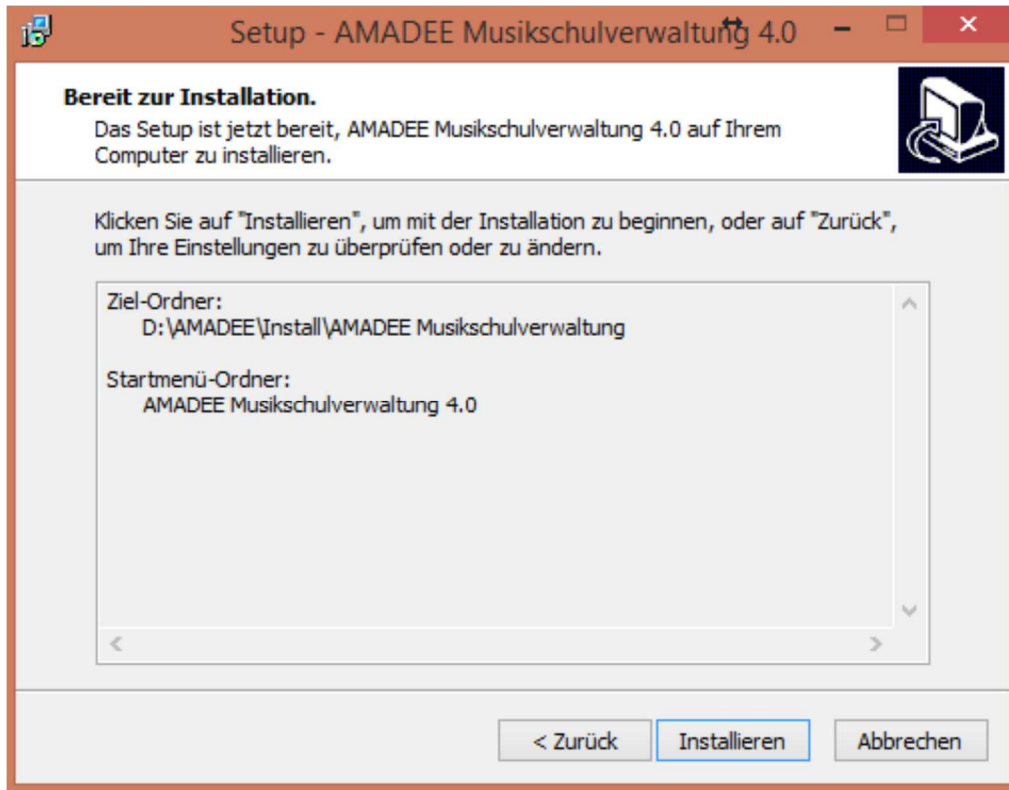 Setup - AMADEE Musikschulverwaltung 4.0
Bereit zur Installation.
Das Setup ist jetzt bereit, AMADEE Musikschulverwaltung 4.0 auf Ihrem
Computer zu installieren.
Klicken Sie auf "Installieren", um mit der Installation zu beginnen, oder auf "Zurück",
um Ihre Einstellungen zu überprüfen oder zu ändern.
Ziel-Ordner:
D:\AMADEE\Install\AMADEE Musikschulverwaltung
Startmenü-Ordner:
AMADEE Musikschulverwaltung 4.0
< Zurück Installieren Abbrechen